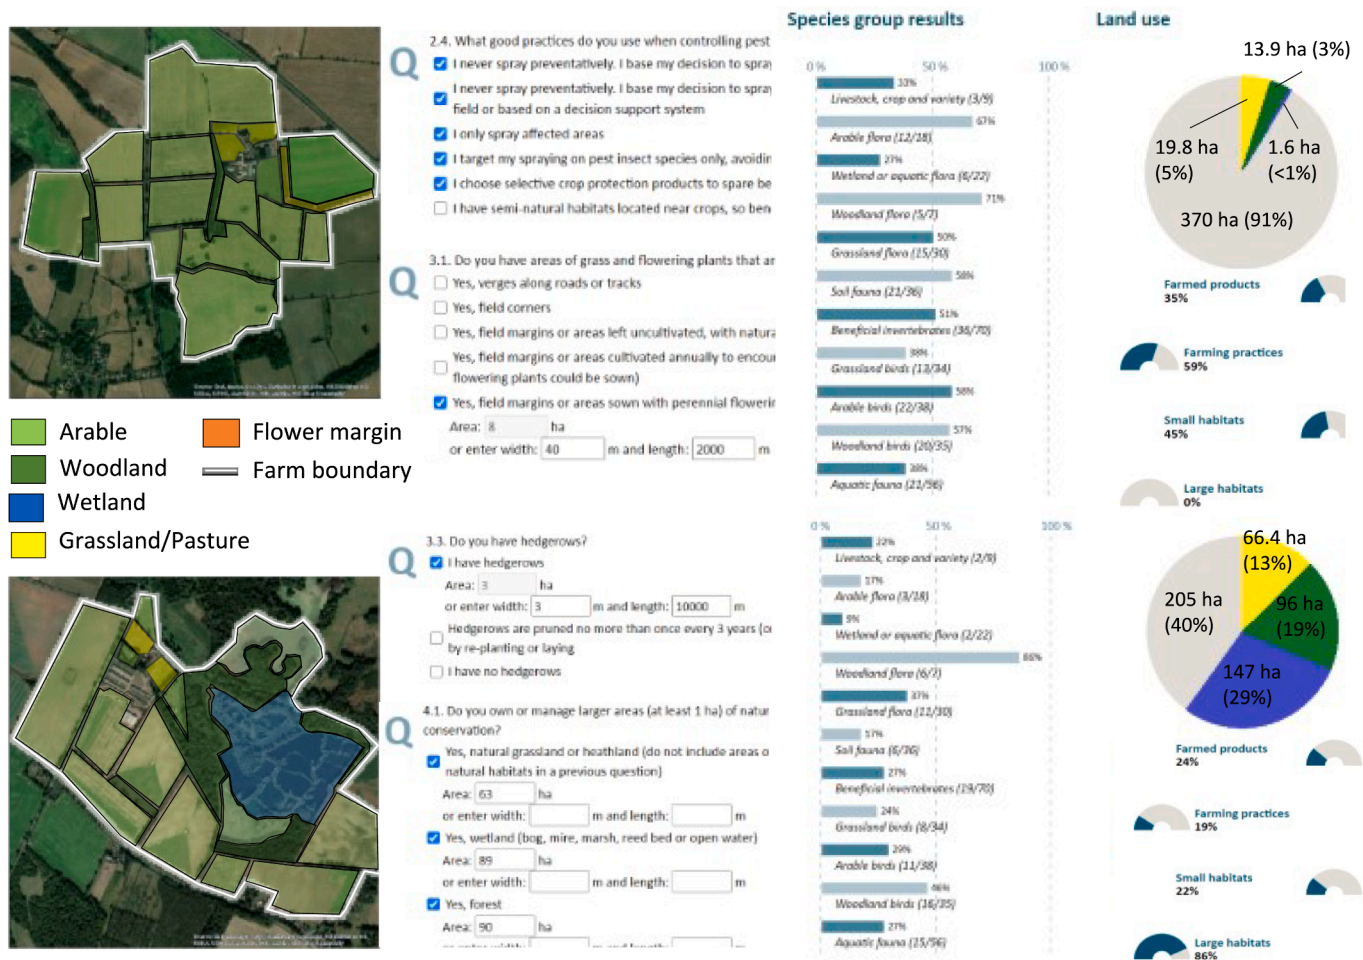 Species group results
Land use
2.4. What good practices do you use when controlling pest
I never spray preventatively. I base my decision to spray
I never spray preventatively. I base my decision to spray
field or based on a decision support system
I only spray affected areas
I target my spraying on pest insect species only, avoidin
I choose selective crop protection products to spare be
I have semi-natural habitats located near crops, so ben
3.1. Do you have areas of grass and flowering plants that ar
Yes, verges along roads or tracks
Yes, field corners
Yes, field margins or areas left uncultivated, with natura
Yes, field margins or areas cultivated annually to encour
flowering plants could be sown)
Yes, field margins or areas sown with perennial flowerin
Area: 8 ha
or enter width: 40 m and length: 2000 m
0% 50% 100%
33%
Livestock, crop and variety (3/9)
67%
Arable flora (12/18)
27%
Wetland or aquatic flora (6/22)
71%
Woodland flora (5/7)
50%
Grassland flora (15/30)
58%
Soil fauna (21/36)
51%
Beneficial invertebrates (36/70)
38%
Grassland birds (13/34)
58%
Arable birds (22/38)
57%
Woodland birds (20/35)
38%
Aquatic fauna (21/56)
13.9 ha (3%)
19.8 ha
(5%)
1.6 ha
(<1%)
370 ha (91%)
Farmed products
35%
Farming practices
59%
Small habitats
45%
Large habitats
0%
Arable
Woodland
Wetland
Grassland/Pasture
Flower margin
Farm boundary
Q
Q
3.3. Do you have hedgerows?
I have hedgerows
Area: 3 ha
or enter width: 3 m and length: 10000 m
Hedgerows are pruned no more than once every 3 years (o
by re-planting or laying
I have no hedgerows
4.1. Do you own or manage larger areas (at least 1 ha) of natur
conservation?
Yes, natural grassland or heathland (do not include areas o
natural habitats in a previous question)
Area: 63 ha
or enter width: m and length: m
Yes, wetland (bog, mire, marsh, reed bed or open water)
Area: 89 ha
or enter width: m and length: m
Yes, forest
Area: 90 ha
Q
Q
0% 50% 100%
22%
Livestock, crop and variety (2/9)
17%
Arable flora (3/18)
9%
Wetland or aquatic flora (2/22)
86%
Woodland flora (6/7)
37%
Grassland flora (11/30)
17%
Soil fauna (6/36)
27%
Beneficial invertebrates (19/70)
24%
Grassland birds (8/34)
29%
Arable birds (11/38)
46%
Woodland birds (16/35)
27%
Aquatic fauna (15/56)
66.4 ha
(13%)
205 ha
(40%)
96 ha
(19%)
147 ha
(29%)
Farmed products
24%
Farming practices
19%
Small habitats
22%
Large habitats
86%